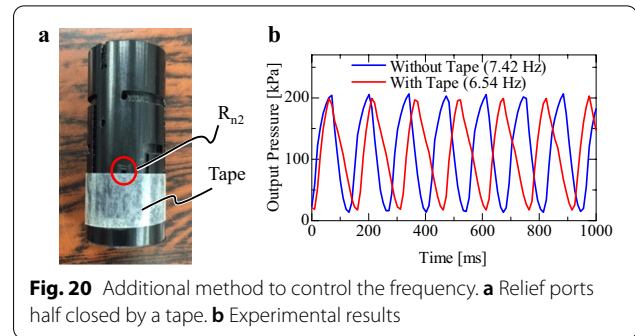 a
R_n2
Tape
b
Without Tape (7.42 Hz)
With Tape (6.54 Hz)
Output Pressure [kPa]
200
100
0
0 200 400 600 800 1000
Time [ms]
Fig. 20 Additional method to control the frequency. a Relief ports
half closed by a tape. b Experimental results